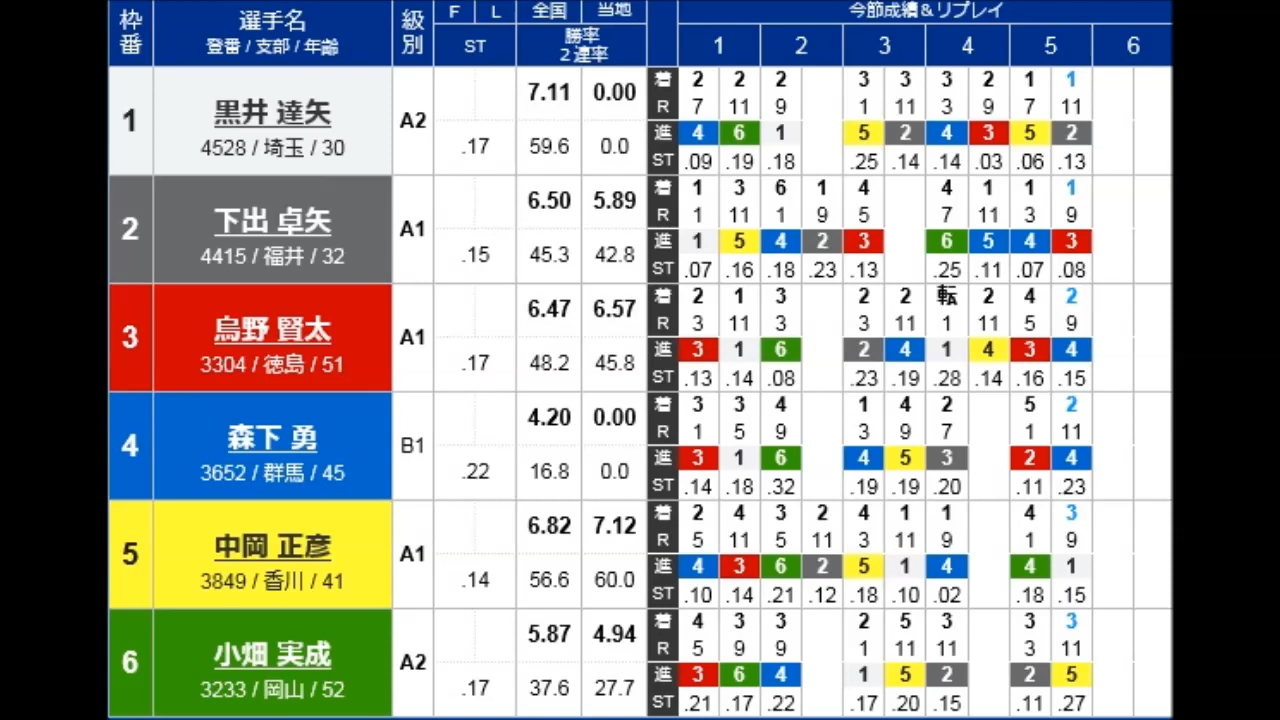 枠番 選手名 登番/支部/年齢 級別 F L ST 全国 当地 勝率 2連率 今節成績&リプレイ
1 2 3 4 5 6
1 黒井 達矢 4528 / 埼玉 / 30 A2 .17 7.11 0.00 59.6 0.0
着 2 2 2 3 3 3 2 1 1
R 7 11 9 1 11 3 9 7 11
進 4 6 1 5 2 4 3 5 2
ST .09 .19 .18 .25 .14 .14 .03 .06 .13
2 下出 卓矢 4415 / 福井 / 32 A1 .15 6.50 5.89 45.3 42.8
着 1 3 6 1 4 4 1 1 1
R 1 11 1 9 5 7 11 3 9
進 1 5 4 2 3 6 5 4 3
ST .07 .16 .18 .23 .13 .25 .11 .07 .08
3 烏野 賢太 3304 / 徳島 / 51 A1 .17 6.47 6.57 48.2 45.8
着 2 1 3 2 2 転 2 4 2
R 3 11 3 3 11 1 11 5 9
進 3 1 6 2 4 1 4 3 4
ST .13 .14 .08 .23 .19 .28 .14 .16 .15
4 森下 勇 3652 / 群馬 / 45 B1 .22 4.20 0.00 16.8 0.0
着 3 3 4 1 4 2 5 2
R 1 5 9 3 9 7 1 11
進 3 1 6 4 5 3 2 4
ST .14 .18 .32 .19 .19 .20 .11 .23
5 中岡 正彦 3849 / 香川 / 41 A1 .14 6.82 7.12 56.6 60.0
着 2 4 3 2 4 1 1 4 3
R 5 11 5 11 3 11 9 1 9
進 4 3 6 2 5 1 4 4 1
ST .10 .14 .21 .12 .18 .10 .02 .18 .15
6 小畑 実成 3233 / 岡山 / 52 A2 .17 5.87 4.94 37.6 27.7
着 4 3 3 2 5 3 3 3
R 5 9 9 1 11 11 3 11
進 3 6 4 1 5 2 2 5
ST .21 .17 .22 .17 .20 .15 .11 .27